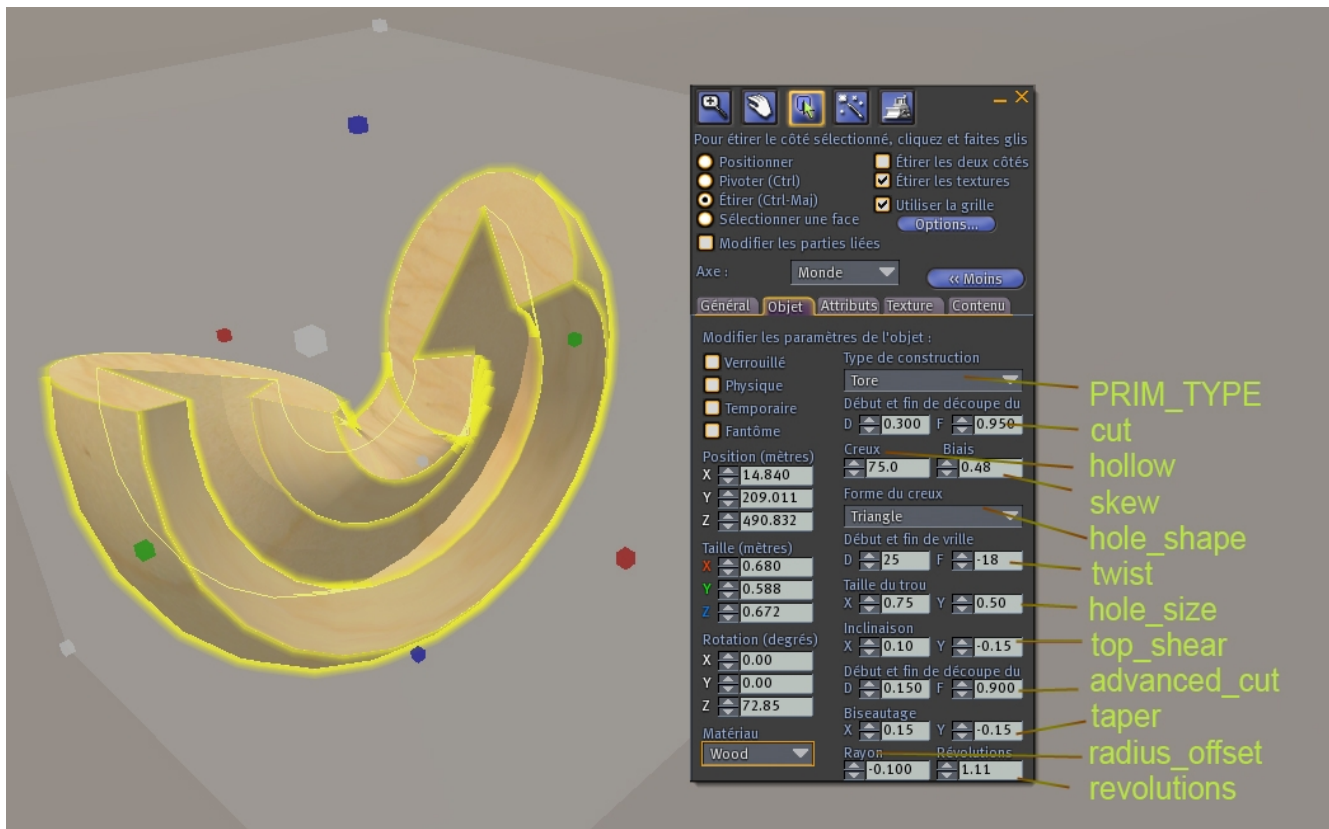 Pour étirer le côté sélectionné, cliquez et faites glis
Positionner
Étirer les deux côtés
Pivoter (Ctrl)
Étirer les textures
Étirer (Ctrl-Maj)
Utiliser la grille
Sélectionner une face
Options...
Modifier les parties liées
Axe : Monde
<< Moins
Général Objet Attributs Texture Contenu
Modifier les paramètres de l'objet :
Verrouillé
Physique
Temporaire
Fantôme
Position (mètres)
X 14.840
Y 209.011
Z 490.832
Taille (mètres)
X 0.680
Y 0.588
Z 0.672
Rotation (degrés)
X 0.00
Y 0.00
Z 72.85
Matériau
Wood
Type de construction
Tore
Début et fin de découpe du
D 0.300 F 0.950
Creux Biais
75.0 0.48
Forme du creux
Triangle
Début et fin de vrille
D 25 F -18
Taille du trou
X 0.75 Y 0.50
Inclinaison
X 0.10 Y -0.15
Début et fin de découpe du
D 0.150 F 0.900
Biseautage
X 0.15 Y -0.15
Rayon Révolutions
-0.100 1.11
PRIM_TYPE
cut
hollow
skew
hole_shape
twist
hole_size
top_shear
advanced_cut
taper
radius_offset
revolutions